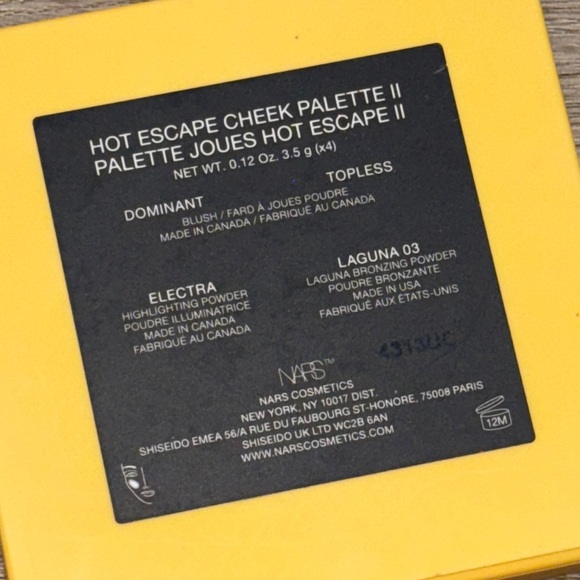 HOT ESCAPE CHEEK PALETTE II
PALETTE JOUES HOT ESCAPE II
NET WT. 0.12 Oz. 3.5 g (x4)
DOMINANT
TOPLESS
BLUSH / FARD À JOUES POUDRE
MADE IN CANADA / FABRIQUÉ AU CANADA
ELECTRA
HIGHLIGHTING POWDER
POUDRE ILLUMINATRICE
MADE IN CANADA
FABRIQUÉ AU CANADA
LAGUNA 03
LAGUNA BRONZING POWDER
POUDRE BRONZANTE
MADE IN USA
FABRIQUÉ AUX ÉTATS-UNIS
NARS™
NARS COSMETICS
NEW YORK, NY 10017 DIST.
SHISEIDO EMEA 56/A RUE DU FAUBOURG ST-HONORE, 75008 PARIS
SHISEIDO UK LTD WC2B 6AN
WWW.NARSCOSMETICS.COM
12M